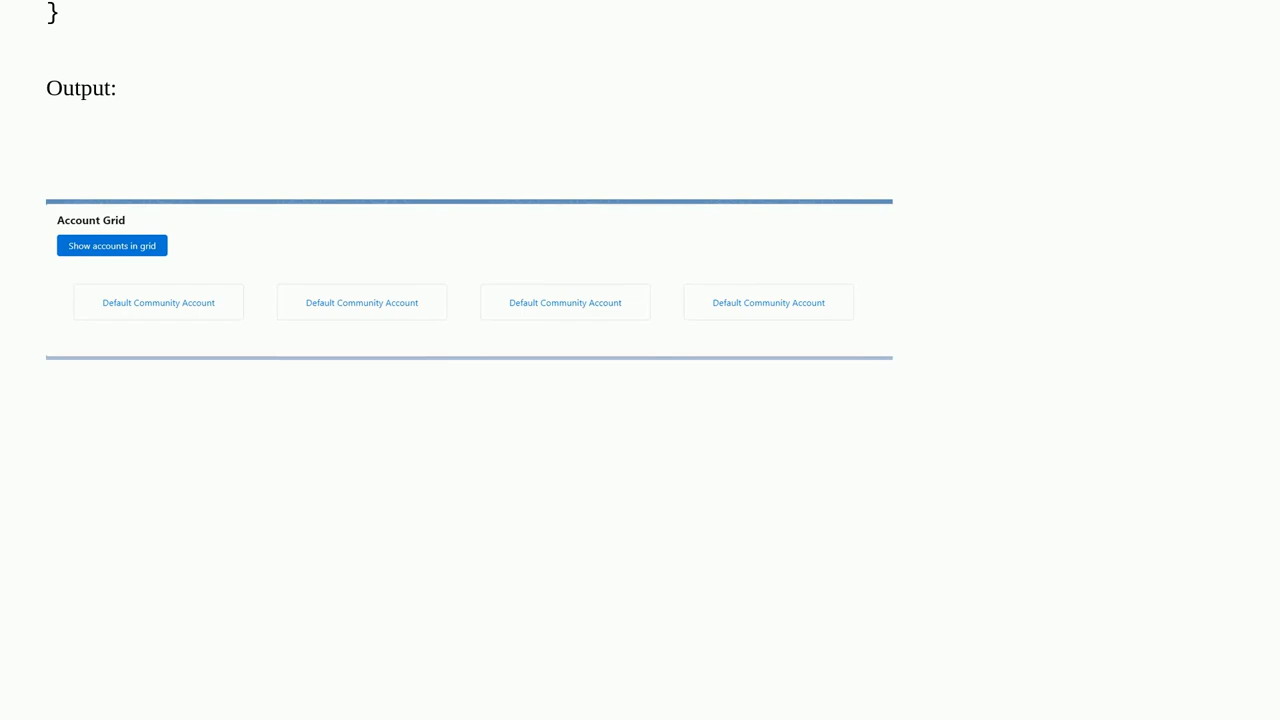 }
Output:
Account Grid
Show accounts in grid
Default Community Account Default Community Account Default Community Account Default Community Account